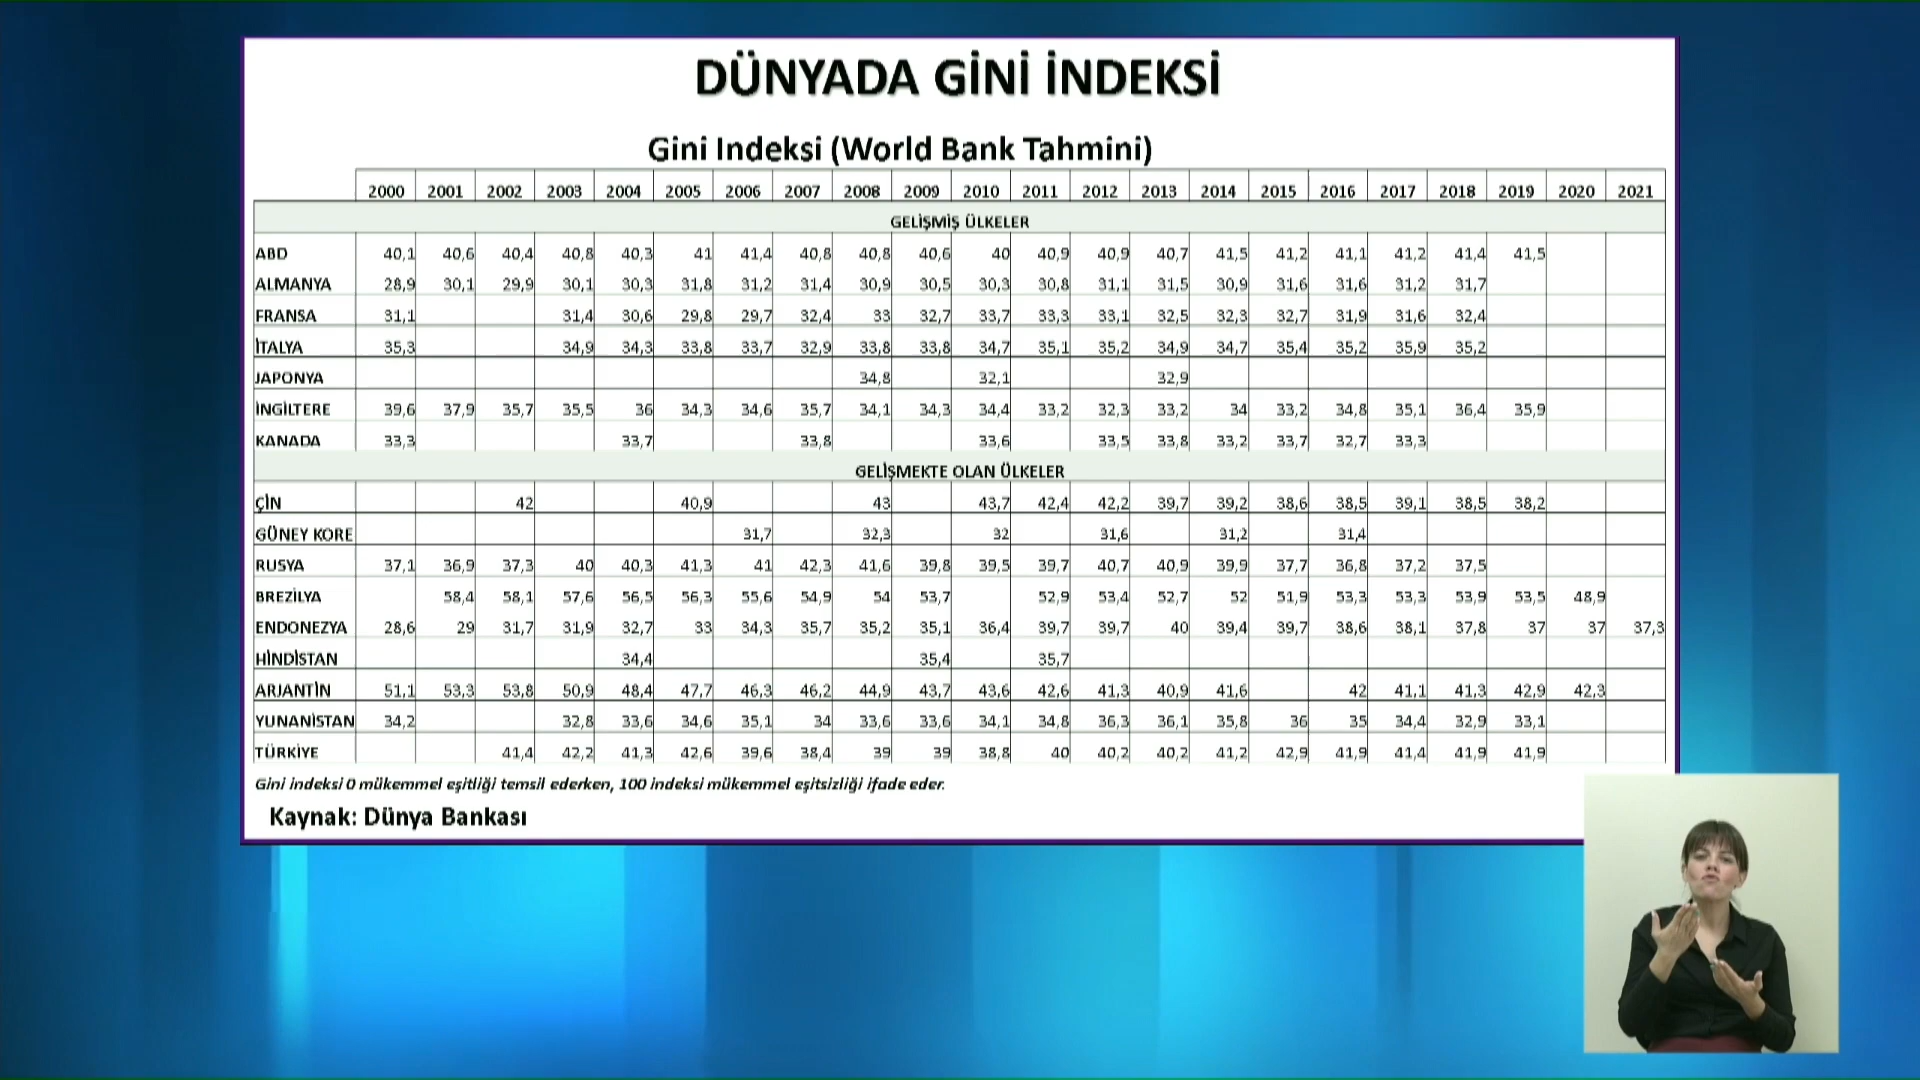 DÜNYADA GİNİ İNDEKSİ
Gini Indeksi (World Bank Tahmini)
2000 2001 2002 2003 2004 2005 2006 2007 2008 2009 2010 2011 2012 2013 2014 2015 2016 2017 2018 2019 2020 2021
GELİŞMİŞ ÜLKELER
ABD 40,1 40,6 40,4 40,8 40,3 41 41,4 40,8 40,8 40,6 40 40,9 40,9 40,7 41,5 41,2 41,1 41,2 41,4 41,5
ALMANYA 28,9 30,1 29,9 30,1 30,3 31,8 31,2 31,4 30,9 30,5 30,3 30,8 31,1 31,5 30,9 31,6 31,6 31,2 31,7
FRANSA 31,1 31,4 30,6 29,8 29,7 32,4 33 32,7 33,7 33,3 33,1 32,5 32,3 32,7 31,9 31,6 32,4
İTALYA 35,3 34,9 34,3 33,8 33,7 32,9 33,8 33,8 34,7 35,1 35,2 34,9 34,7 35,4 35,2 35,9 35,2
JAPONYA 34,8 32,1 32,9
İNGİLTERE 39,6 37,9 35,7 35,5 36 34,3 34,6 35,7 34,1 34,3 34,4 33,2 32,3 33,2 34 33,2 34,8 35,1 36,4 35,9
KANADA 33,3 33,7 33,8 33,6 33,5 33,8 33,2 33,7 32,7 33,3
GELİŞMEKTE OLAN ÜLKELER
ÇİN 42 40,9 43 43,7 42,4 42,2 39,7 39,2 38,6 38,5 39,1 38,5 38,2
GÜNEY KORE 31,7 32,3 32 31,6 31,2 31,4
RUSYA 37,1 36,9 37,3 40 40,3 41,3 41 42,3 41,6 39,8 39,5 39,7 40,7 40,9 39,9 37,7 36,8 37,2 37,5
BREZİLYA 58,4 58,1 57,6 56,5 56,3 55,6 54,9 54 53,7 52,9 53,4 52,7 52 51,9 53,3 53,3 53,9 53,5 48,9
ENDONEZYA 28,6 29 31,7 31,9 32,7 33 34,3 35,7 35,2 35,1 36,4 39,7 39,7 40 39,4 39,7 38,6 38,1 37,8 37 37 37,3
HİNDİSTAN 34,4 35,4 35,7
ARJANTİN 51,1 53,3 53,8 50,9 48,4 47,7 46,3 46,2 44,9 43,7 43,6 42,6 41,3 40,9 41,6 42 41,1 41,3 42,9 42,3
YUNANİSTAN 34,2 32,8 33,6 34,6 35,1 34 33,6 33,6 34,1 34,8 36,3 36,1 35,8 36 35 34,4 32,9 33,1
TÜRKİYE 41,4 42,2 41,3 42,6 39,6 38,4 39 39 38,8 40 40,2 40,2 41,2 42,9 41,9 41,4 41,9 41,9
Gini indeksi 0 mükemmel eşitliği temsil ederken, 100 indeksi mükemmel eşitsizliği ifade eder.
Kaynak: Dünya Bankası